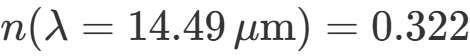 n(λ = 14.49 μm) = 0.322